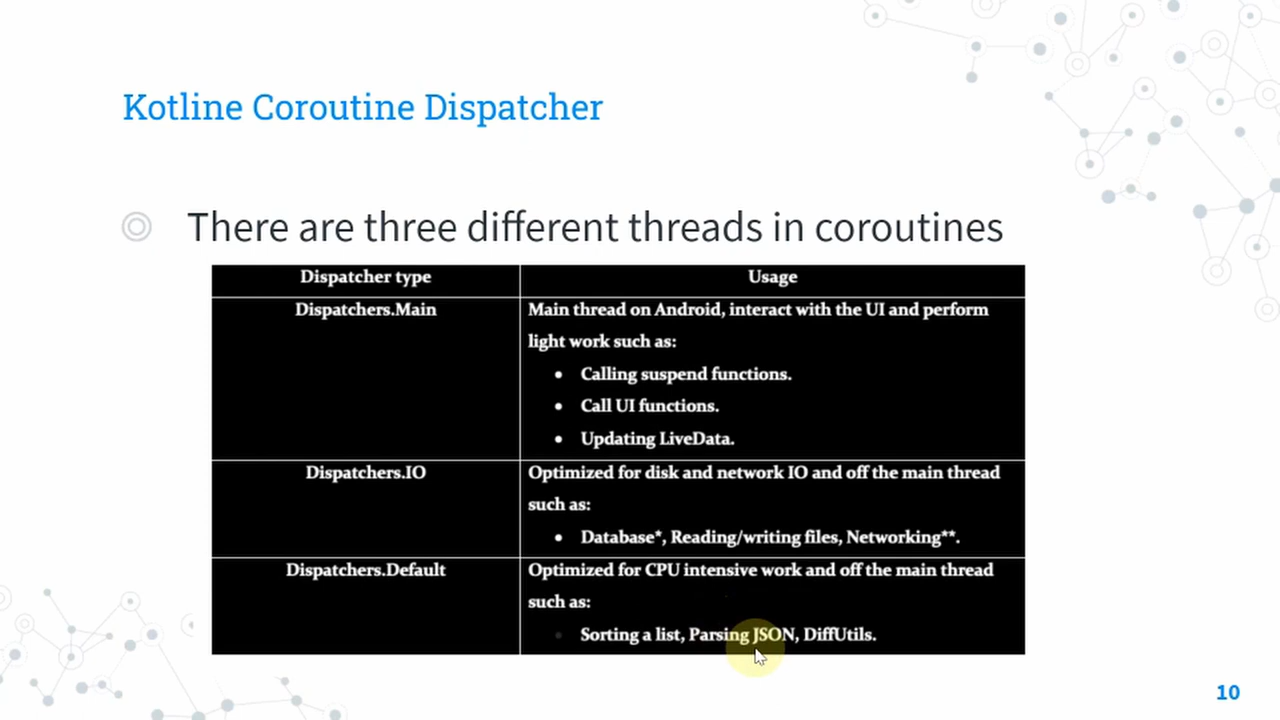 Kotline Coroutine Dispatcher
There are three different threads in coroutines
Dispatcher type
Usage
Dispatchers.Main
Main thread on Android, interact with the UI and perform
light work such as:
• Calling suspend functions.
• Call UI functions.
• Updating LiveData.
Dispatchers.IO
Optimized for disk and network IO and off the main thread
such as:
• Database*, Reading/writing files, Networking**.
Dispatchers.Default
Optimized for CPU intensive work and off the main thread
such as:
• Sorting a list, Parsing JSON, DiffUtils.
10